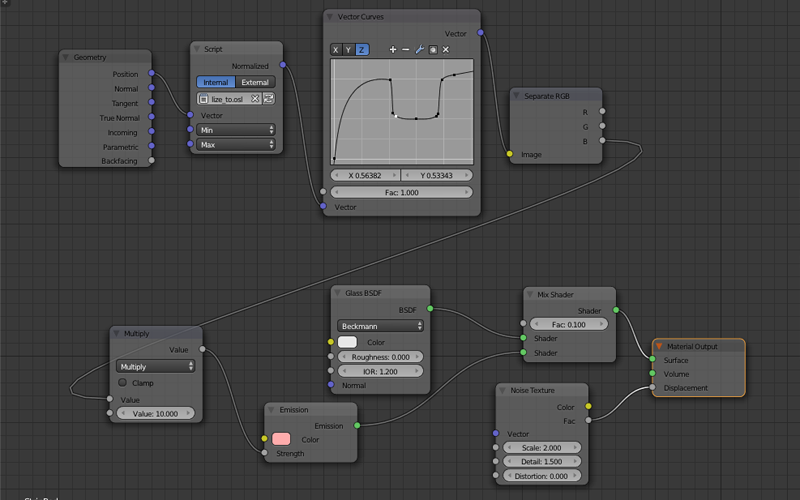 Geometry
Position
Normal
Tangent
True Normal
Incoming
Parametric
Backfacing
Script
Normalized
Internal External
lize_to.osl
Vector
Min
Max
Vector Curves
Vector
X Y Z
X 0.56382 Y 0.53343
Fac: 1.000
Vector
Separate RGB
R
G
B
Image
Multiply
Value
Multiply
Clamp
Value
Value: 10.000
Glass BSDF
BSDF
Beckmann
Color
Roughness: 0.000
IOR: 1.200
Normal
Emission
Emission
Color
Strength
Mix Shader
Shader
Fac: 0.100
Shader
Shader
Noise Texture
Color
Fac
Vector
Scale: 2.000
Detail: 1.500
Distortion: 0.000
Material Output
Surface
Volume
Displacement